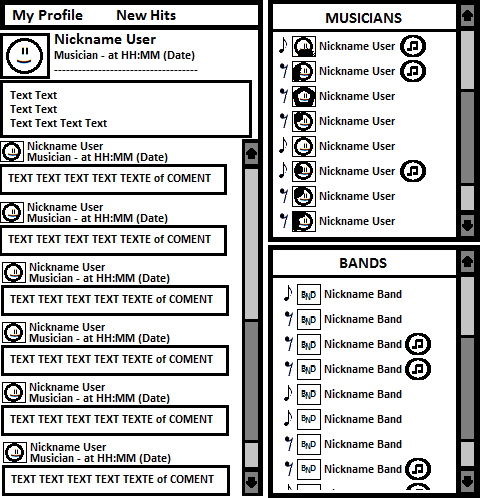 My Profile New Hits
Nickname User
Musician - at HH:MM (Date)
------------------------------------
Text Text
Text Text
Text Text Text Text
Nickname User
Musician - at HH:MM (Date)
TEXT TEXT TEXT TEXT TEXTE of COMENT
Nickname User
Musician - at HH:MM (Date)
TEXT TEXT TEXT TEXT TEXTE of COMENT
Nickname User
Musician - at HH:MM (Date)
TEXT TEXT TEXT TEXT TEXTE of COMENT
Nickname User
Musician - at HH:MM (Date)
TEXT TEXT TEXT TEXT TEXTE of COMENT
Nickname User
Musician - at HH:MM (Date)
TEXT TEXT TEXT TEXT TEXTE of COMENT
Nickname User
Musician - at HH:MM (Date)
TEXT TEXT TEXT TEXT TEXTE of COMENT
MUSICIANS
Nickname User
Nickname User
Nickname User
Nickname User
Nickname User
Nickname User
Nickname User
Nickname User
BANDS
BND Nickname Band
BND Nickname Band
BND Nickname Band
BND Nickname Band
BND Nickname Band
BND Nickname Band
BND Nickname Band
BND Nickname Band